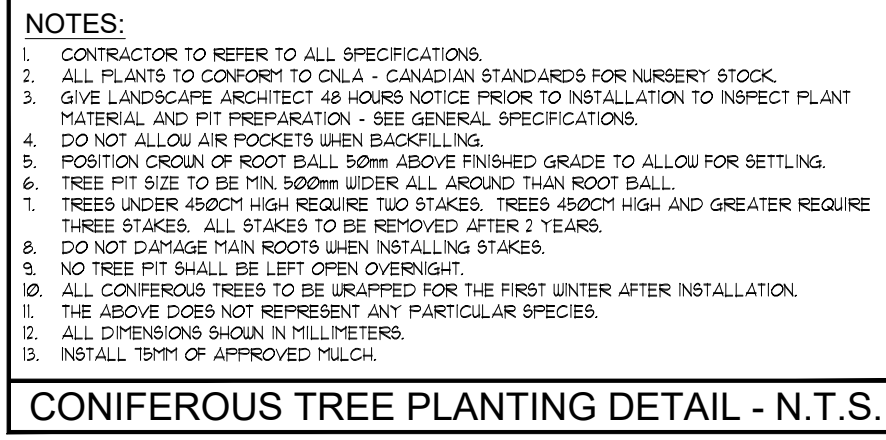 NOTES:
1. CONTRACTOR TO REFER TO ALL SPECIFICATIONS.
2. ALL PLANTS TO CONFORM TO CNLA - CANADIAN STANDARDS FOR NURSERY STOCK.
3. GIVE LANDSCAPE ARCHITECT 48 HOURS NOTICE PRIOR TO INSTALLATION TO INSPECT PLANT
MATERIAL AND PIT PREPARATION - SEE GENERAL SPECIFICATIONS.
4. DO NOT ALLOW AIR POCKETS WHEN BACKFILLING.
5. POSITION CROWN OF ROOT BALL 50mm ABOVE FINISHED GRADE TO ALLOW FOR SETTLING.
6. TREE PIT SIZE TO BE MIN. 500mm WIDER ALL AROUND THAN ROOT BALL.
7. TREES UNDER 450CM HIGH REQUIRE TWO STAKES. TREES 450CM HIGH AND GREATER REQUIRE
THREE STAKES. ALL STAKES TO BE REMOVED AFTER 2 YEARS.
8. DO NOT DAMAGE MAIN ROOTS WHEN INSTALLING STAKES.
9. NO TREE PIT SHALL BE LEFT OPEN OVERNIGHT.
10. ALL CONIFEROUS TREES TO BE WRAPPED FOR THE FIRST WINTER AFTER INSTALLATION.
11. THE ABOVE DOES NOT REPRESENT ANY PARTICULAR SPECIES.
12. ALL DIMENSIONS SHOWN IN MILLIMETERS.
13. INSTALL 75MM OF APPROVED MULCH.
CONIFEROUS TREE PLANTING DETAIL - N.T.S.